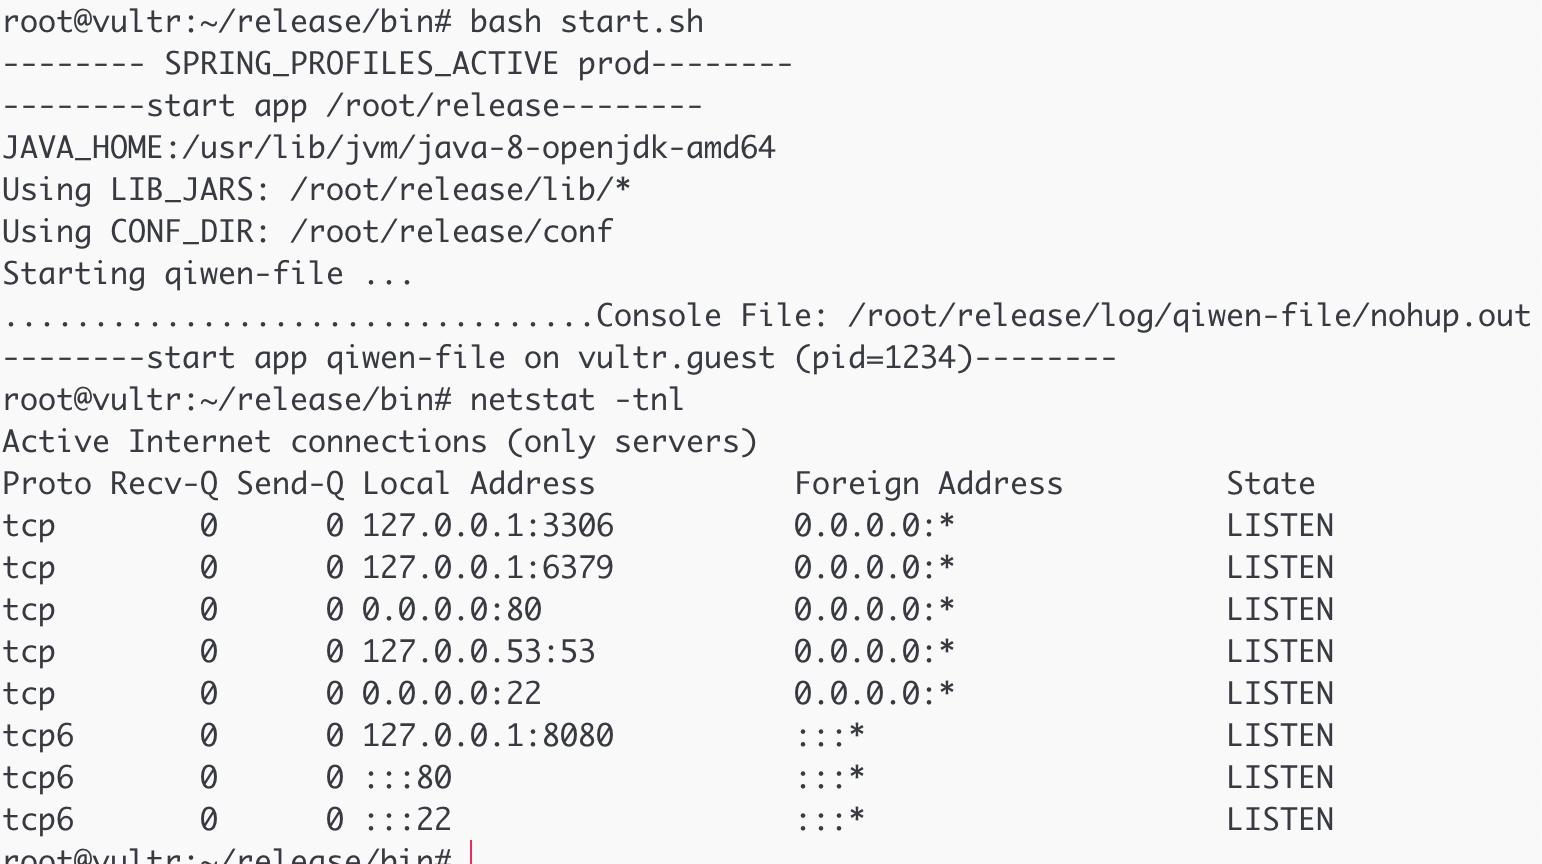 root@vultr:~/release/bin# bash start.sh
-------- SPRING_PROFILES_ACTIVE prod--------
--------start app /root/release--------
JAVA_HOME:/usr/lib/jvm/java-8-openjdk-amd64
Using LIB_JARS: /root/release/lib/*
Using CONF_DIR: /root/release/conf
Starting qiwen-file ...
.................................Console File: /root/release/log/qiwen-file/nohup.out
--------start app qiwen-file on vultr.guest (pid=1234)--------
root@vultr:~/release/bin# netstat -tnl
Active Internet connections (only servers)
Proto Recv-Q Send-Q Local Address           Foreign Address         State
tcp        0      0 127.0.0.1:3306          0.0.0.0:*               LISTEN
tcp        0      0 127.0.0.1:6379          0.0.0.0:*               LISTEN
tcp        0      0 0.0.0.0:80              0.0.0.0:*               LISTEN
tcp        0      0 127.0.0.53:53           0.0.0.0:*               LISTEN
tcp        0      0 0.0.0.0:22              0.0.0.0:*               LISTEN
tcp6       0      0 127.0.0.1:8080          :::*                    LISTEN
tcp6       0      0 :::80                   :::*                    LISTEN
tcp6       0      0 :::22                   :::*                    LISTEN
root@vultr:~/release/bin#